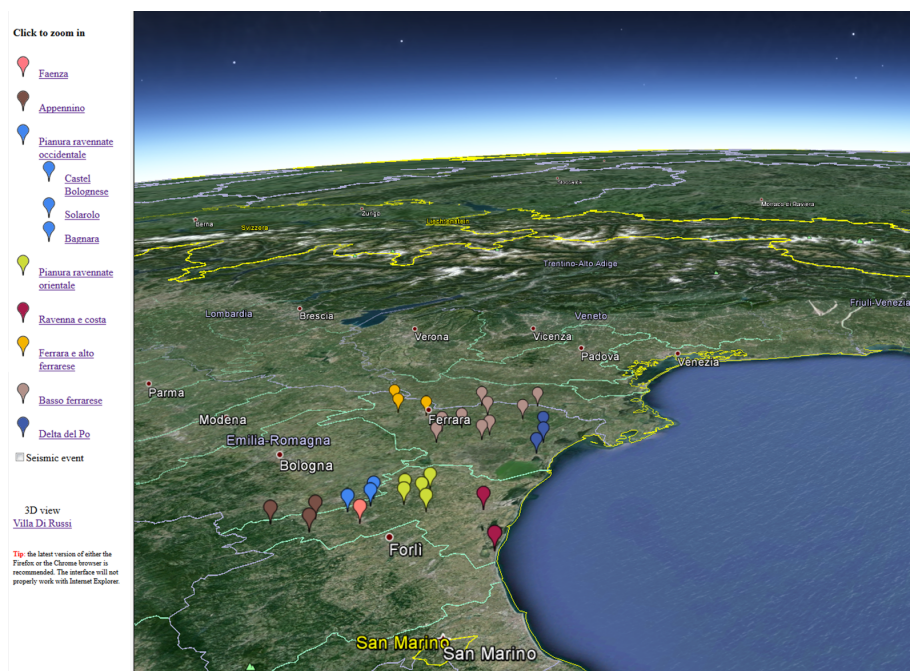 Click to zoom in
Faenza
Appennino
Pianura ravennate
occidentale
Castel
Bolognese
Solarolo
Bagnara
Pianura ravennate
orientale
Ravenna e costa
Ferrara e alto
ferrarese
Basso ferrarese
Delta del Po
Seismic event
3D view
Villa Di Russi
Tip: the latest version of either the
Firefox or the Chrome browser is
recommended. The interface will not
properly work with Internet Explorer.
Monaco di Baviera
Berna
Zurigo
Liechtenstein
Svizzera
Trentino-Alto Adige
Friuli-Venezia
Lombardia
Brescia
Veneto
Verona
Vicenza
Padova
Venezia
Parma
Modena
Ferrara
Emilia-Romagna
Bologna
Forlì
San Marino
San Marino